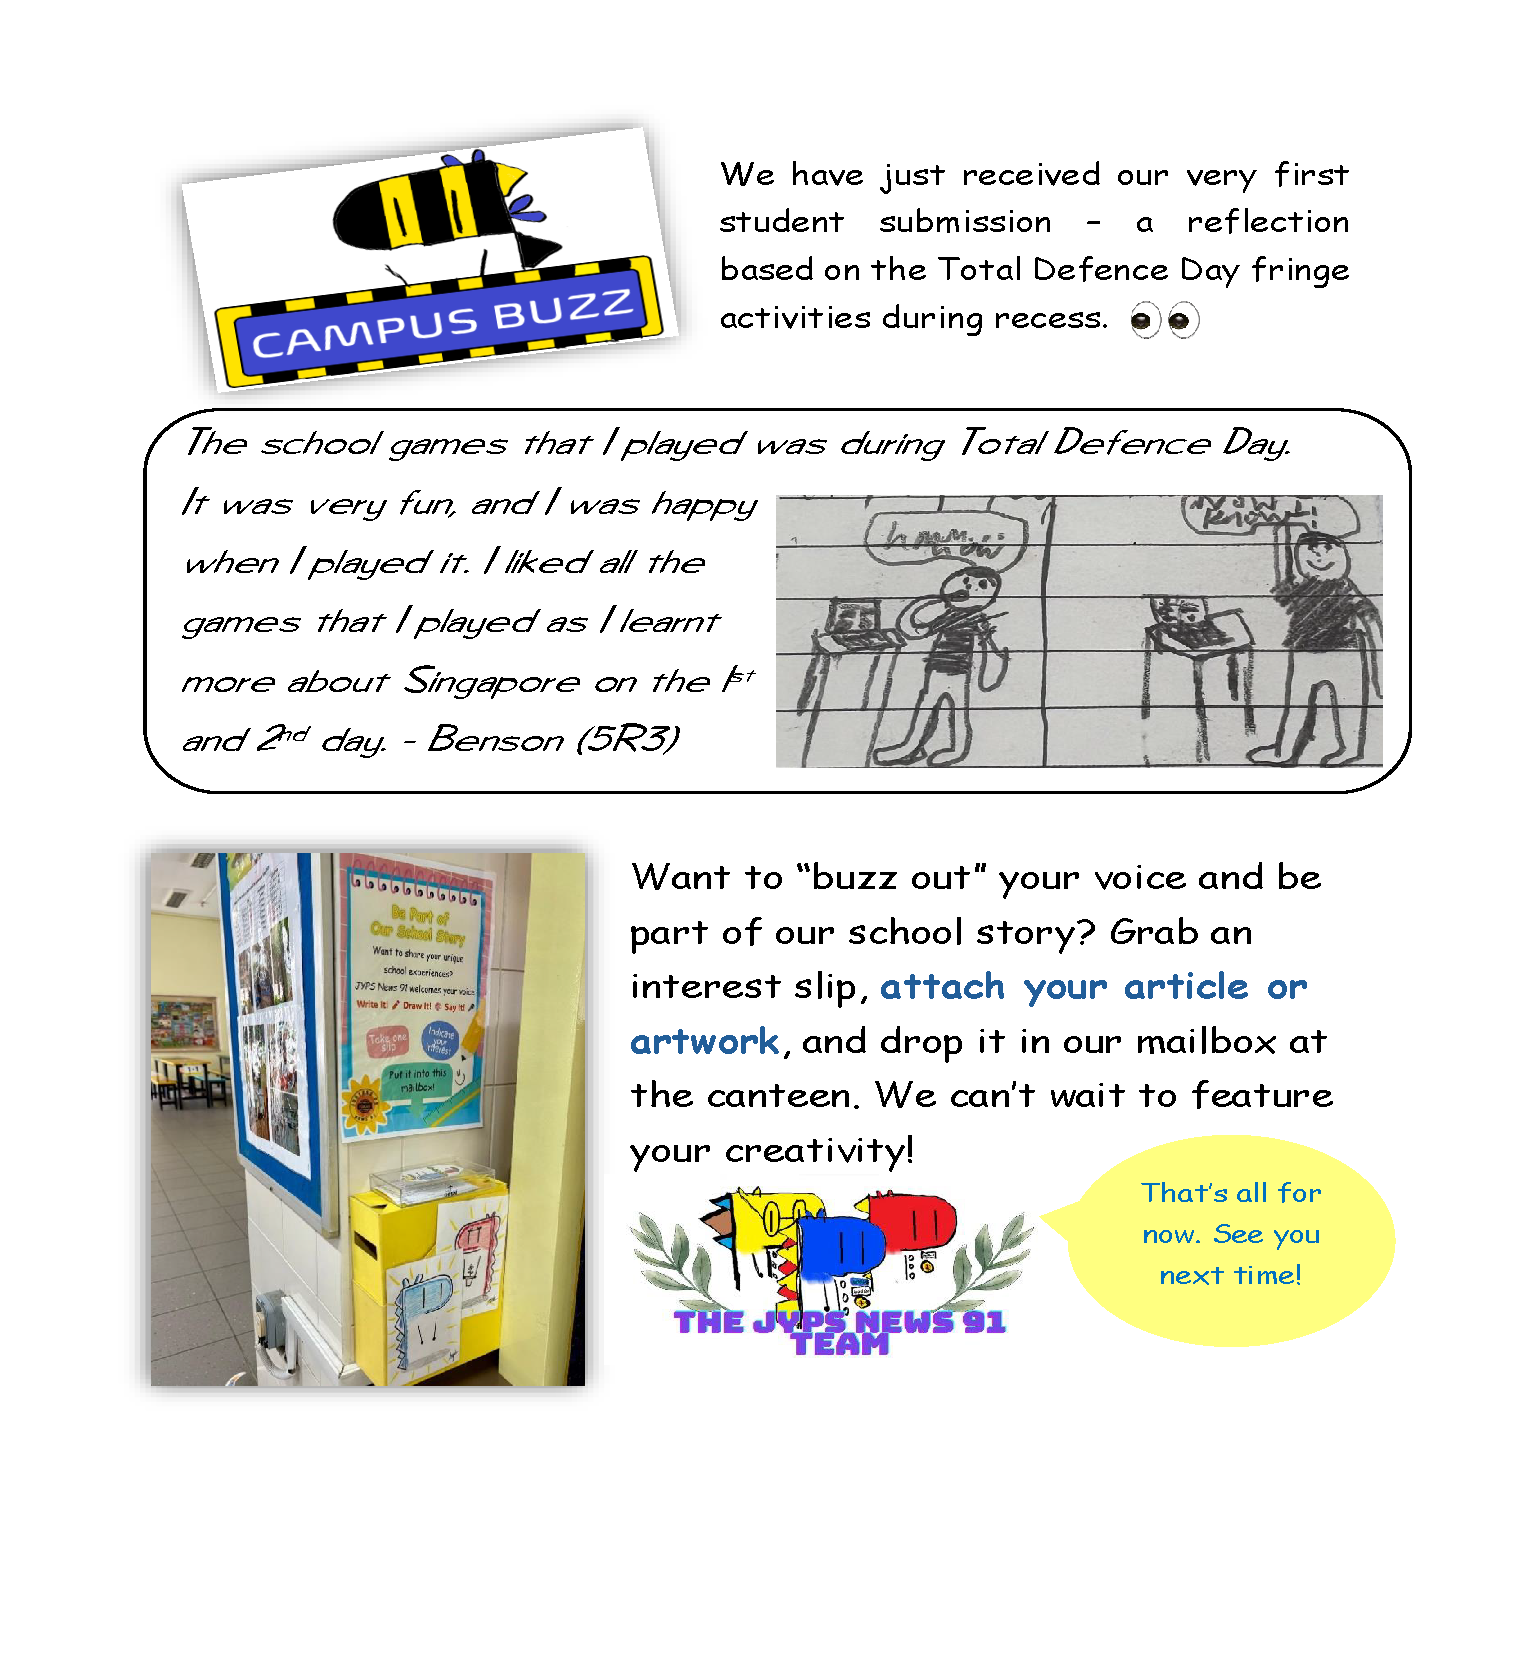 CAMPUS BUZZ
We have just received our very first
student submission – a reflection
based on the Total Defence Day fringe
activities during recess.
The school games that I played was during Total Defence Day.
It was very fun, and I was happy
when I played it. I liked all the
games that I played as I learnt
more about Singapore on the 1st
and 2nd day. - Benson (5R3)
now I
know!
Be Part of
Our School Story
Want to share your unique
school experiences?
JYPS News 91 welcomes your voice
Write it! Draw it! Say it!
Take one
slip
Indicate
your
interest
Put it into this
mailbox!
Want to “buzz out” your voice and be
part of our school story? Grab an
interest slip, attach your article or
artwork, and drop it in our mailbox at
the canteen. We can’t wait to feature
your creativity!
THE JYPS NEWS 91
TEAM
That’s all for
now. See you
next time!